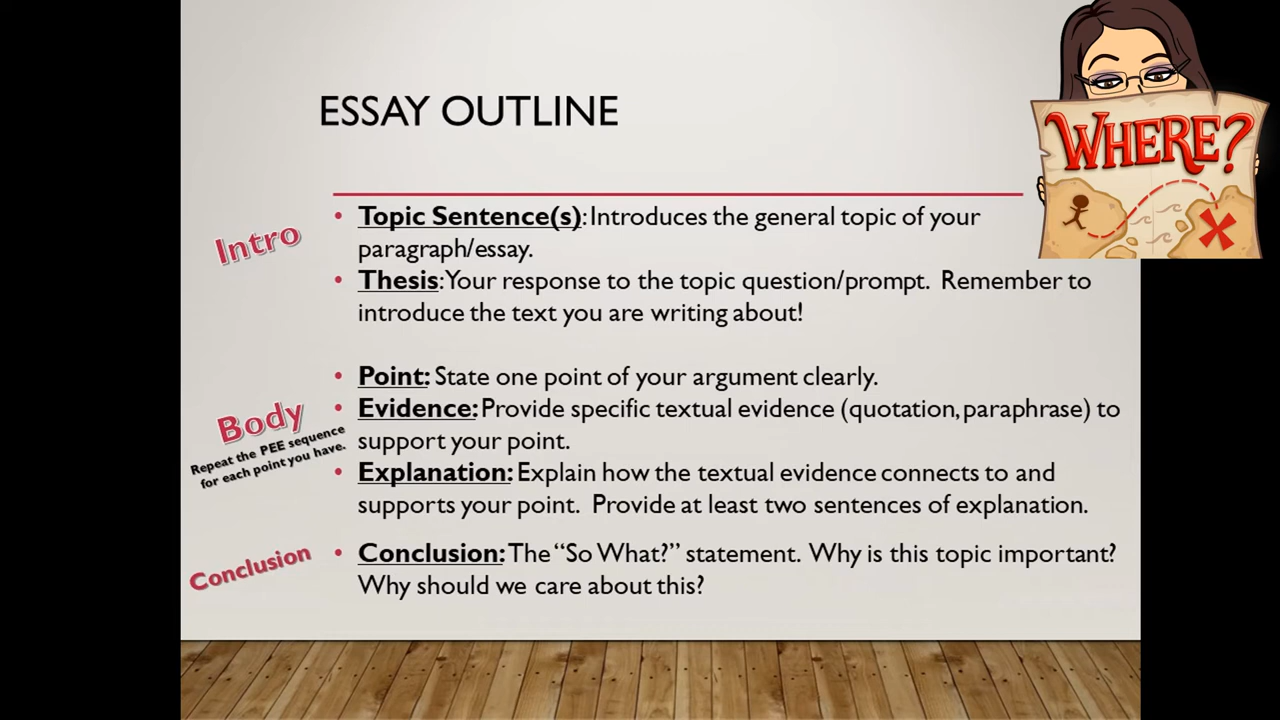 WHERE?
ESSAY OUTLINE
Intro
• Topic Sentence(s): Introduces the general topic of your
paragraph/essay.
• Thesis: Your response to the topic question/prompt. Remember to
introduce the text you are writing about!
Body
Repeat the PEE sequence
for each point you have.
• Point: State one point of your argument clearly.
• Evidence: Provide specific textual evidence (quotation, paraphrase) to
support your point.
• Explanation: Explain how the textual evidence connects to and
supports your point. Provide at least two sentences of explanation.
Conclusion
• Conclusion: The “So What?” statement. Why is this topic important?
Why should we care about this?